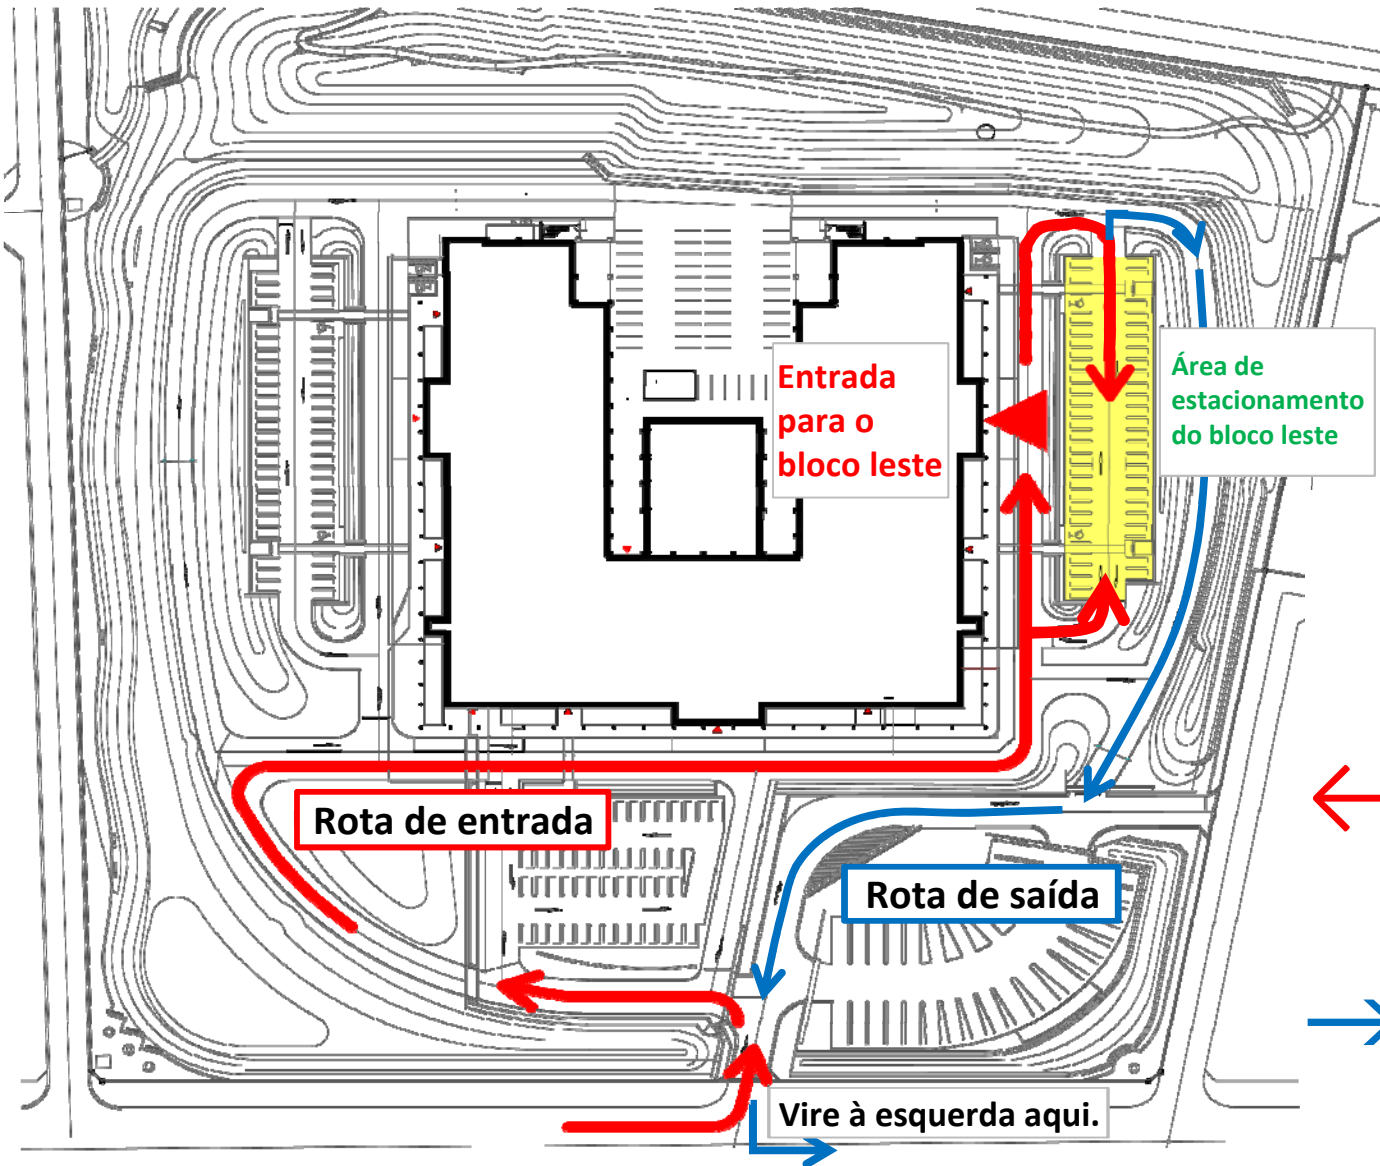 Entrada
para o
bloco leste
Área de
estacionamento
do bloco leste
Rota de entrada
Rota de saída
Vire à esquerda aqui.